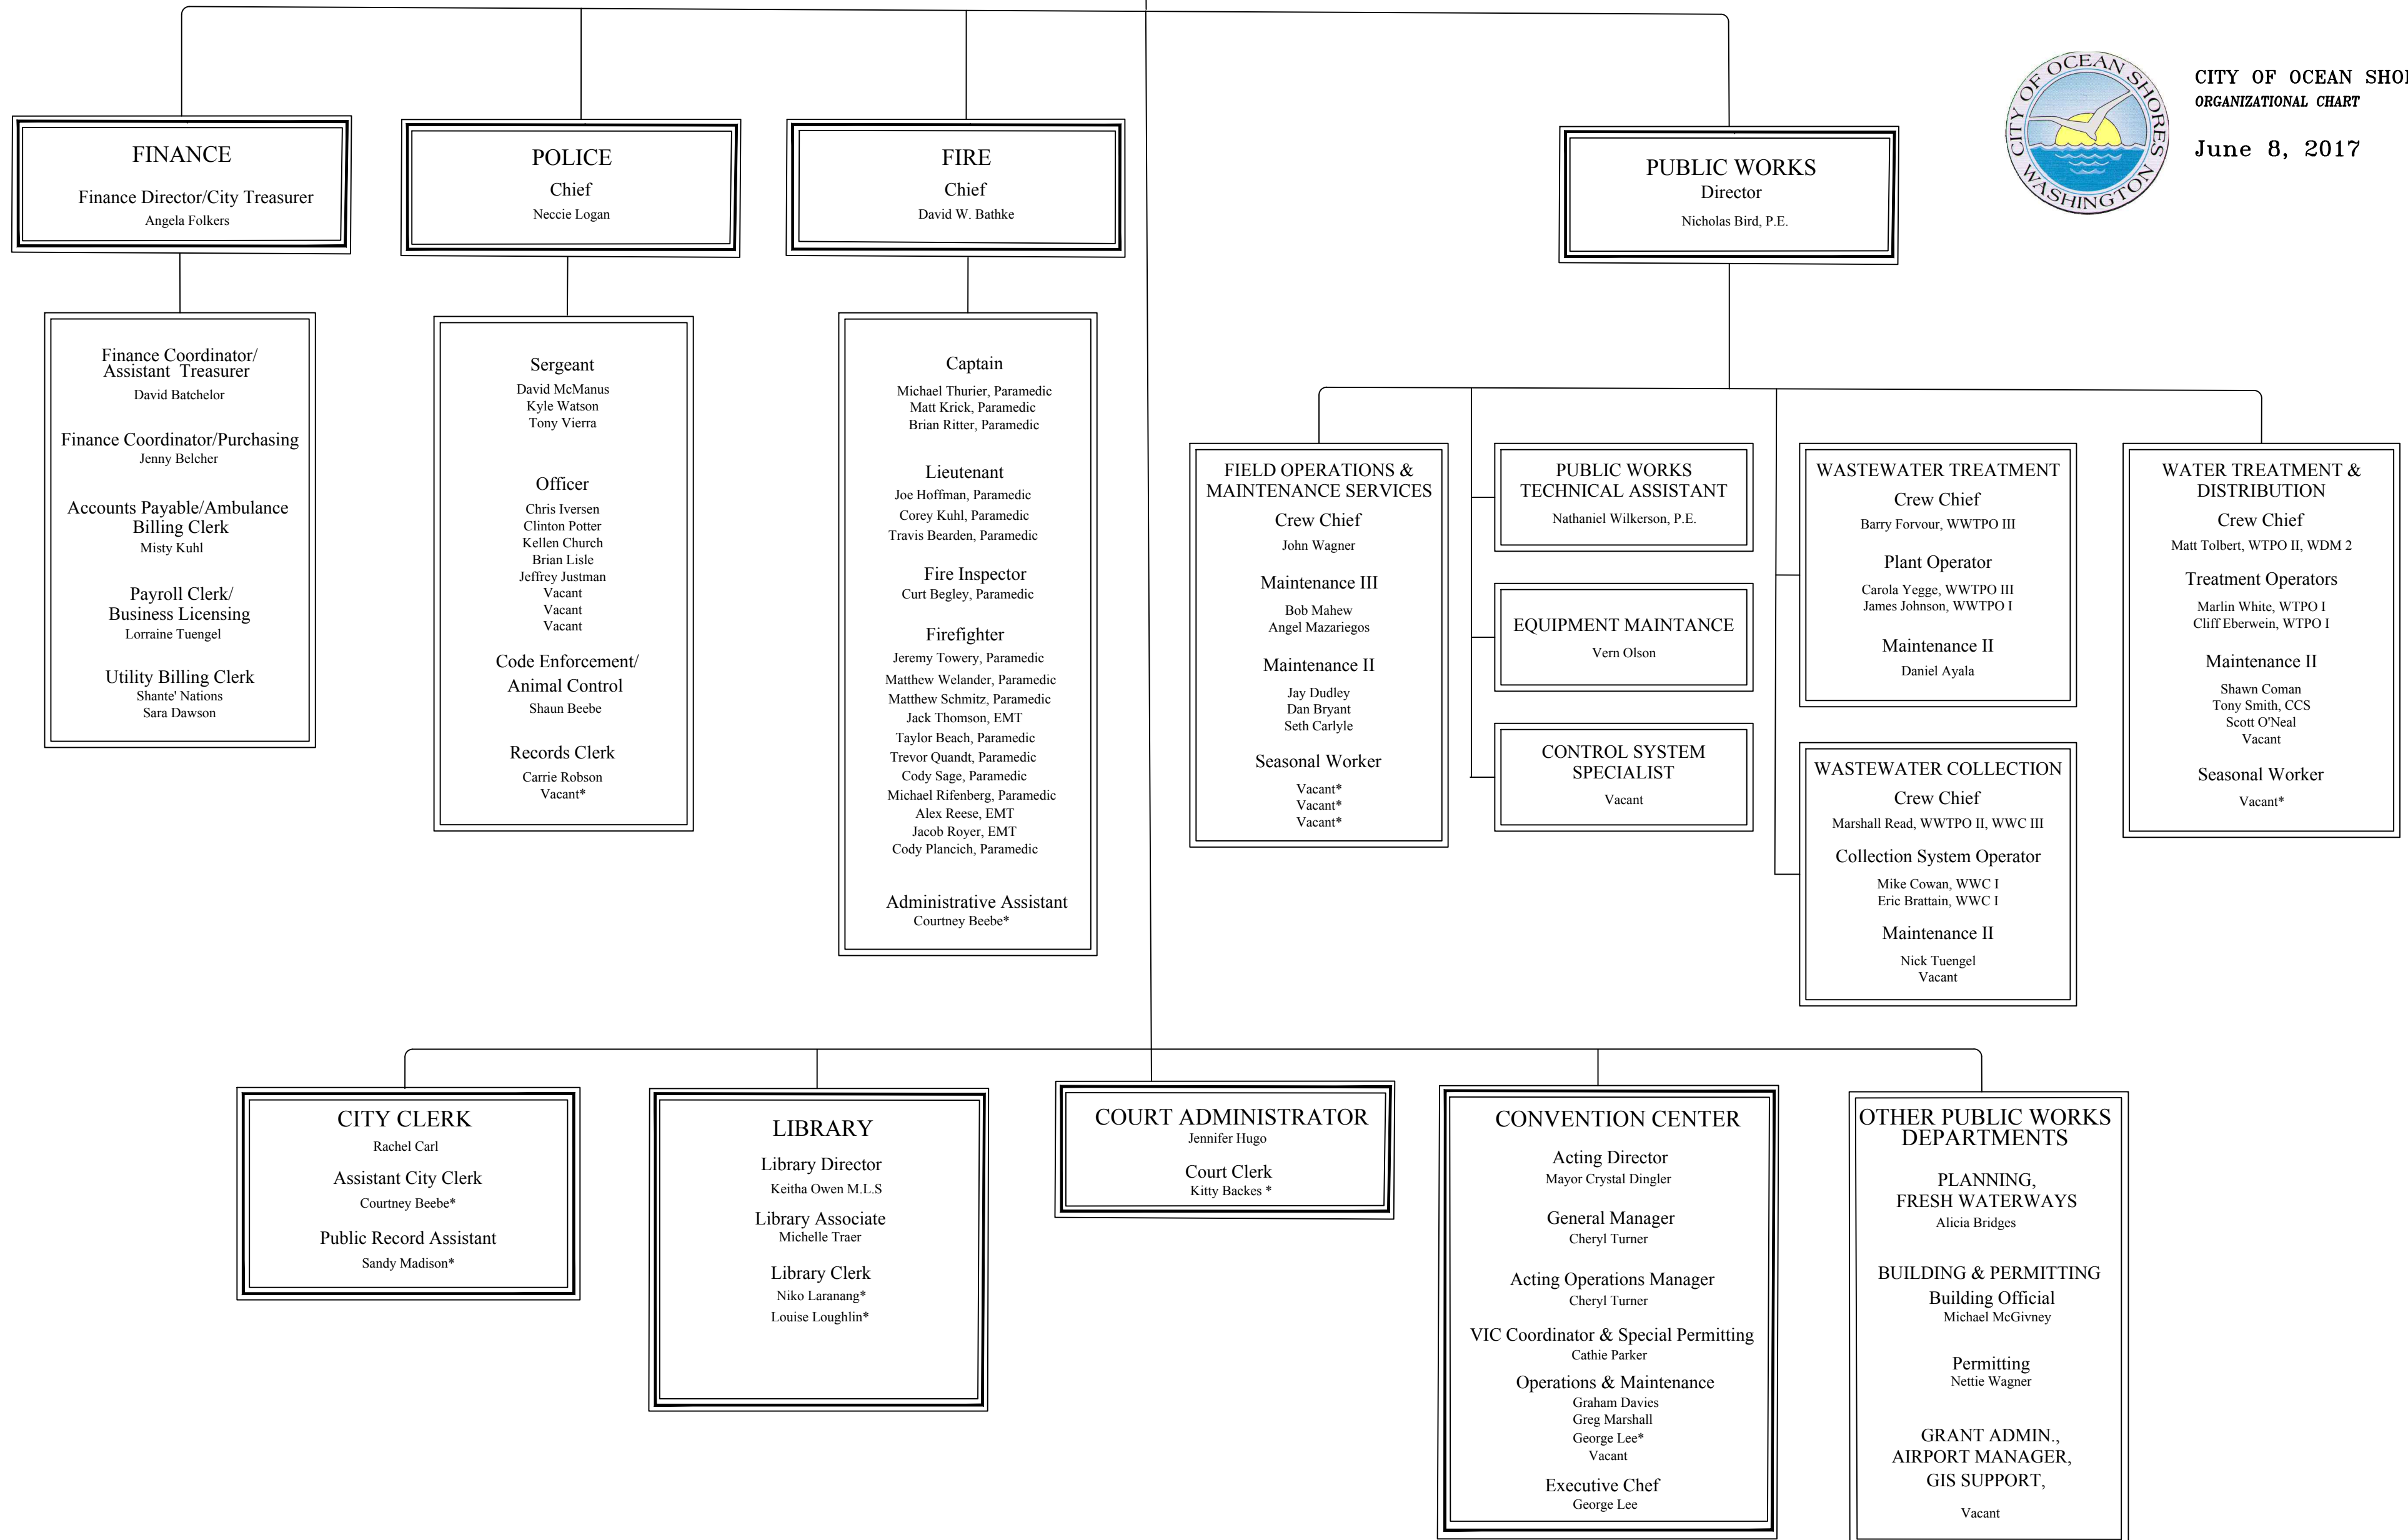 CITY OF OCEAN SHORES
WASHINGTON
CITY OF OCEAN SHOR
ORGANIZATIONAL CHART
June 8, 2017
FINANCE
Finance Director/City Treasurer
Angela Folkers
POLICE
Chief
Neccie Logan
FIRE
Chief
David W. Bathke
PUBLIC WORKS
Director
Nicholas Bird, P.E.
Finance Coordinator/
Assistant Treasurer
David Batchelor
Finance Coordinator/Purchasing
Jenny Belcher
Accounts Payable/Ambulance
Billing Clerk
Misty Kuhl
Payroll Clerk/
Business Licensing
Lorraine Tuengel
Utility Billing Clerk
Shante' Nations
Sara Dawson
Sergeant
David McManus
Kyle Watson
Tony Vierra
Officer
Chris Iversen
Clinton Potter
Kellen Church
Brian Lisle
Jeffrey Justman
Vacant
Vacant
Vacant
Code Enforcement/
Animal Control
Shaun Beebe
Records Clerk
Carrie Robson
Vacant*
Captain
Michael Thurier, Paramedic
Matt Krick, Paramedic
Brian Ritter, Paramedic
Lieutenant
Joe Hoffman, Paramedic
Corey Kuhl, Paramedic
Travis Bearden, Paramedic
Fire Inspector
Curt Begley, Paramedic
Firefighter
Jeremy Towery, Paramedic
Matthew Welander, Paramedic
Matthew Schmitz, Paramedic
Jack Thomson, EMT
Taylor Beach, Paramedic
Trevor Quandt, Paramedic
Cody Sage, Paramedic
Michael Rifenberg, Paramedic
Alex Reese, EMT
Jacob Royer, EMT
Cody Plancich, Paramedic
Administrative Assistant
Courtney Beebe*
FIELD OPERATIONS &
MAINTENANCE SERVICES
Crew Chief
John Wagner
Maintenance III
Bob Mahew
Angel Mazariegos
Maintenance II
Jay Dudley
Dan Bryant
Seth Carlyle
Seasonal Worker
Vacant*
Vacant*
Vacant*
PUBLIC WORKS
TECHNICAL ASSISTANT
Nathaniel Wilkerson, P.E.
EQUIPMENT MAINTANCE
Vern Olson
CONTROL SYSTEM
SPECIALIST
Vacant
WASTEWATER TREATMENT
Crew Chief
Barry Forvour, WWTPO III
Plant Operator
Carola Yegge, WWTPO III
James Johnson, WWTPO I
Maintenance II
Daniel Ayala
WASTEWATER COLLECTION
Crew Chief
Marshall Read, WWTPO II, WWC III
Collection System Operator
Mike Cowan, WWC I
Eric Brattain, WWC I
Maintenance II
Nick Tuengel
Vacant
WATER TREATMENT &
DISTRIBUTION
Crew Chief
Matt Tolbert, WTPO II, WDM 2
Treatment Operators
Marlin White, WTPO I
Cliff Eberwein, WTPO I
Maintenance II
Shawn Coman
Tony Smith, CCS
Scott O'Neal
Vacant
Seasonal Worker
Vacant*
CITY CLERK
Rachel Carl
Assistant City Clerk
Courtney Beebe*
Public Record Assistant
Sandy Madison*
LIBRARY
Library Director
Keitha Owen M.L.S
Library Associate
Michelle Traer
Library Clerk
Niko Laranang*
Louise Loughlin*
COURT ADMINISTRATOR
Jennifer Hugo
Court Clerk
Kitty Backes *
CONVENTION CENTER
Acting Director
Mayor Crystal Dingler
General Manager
Cheryl Turner
Acting Operations Manager
Cheryl Turner
VIC Coordinator & Special Permitting
Cathie Parker
Operations & Maintenance
Graham Davies
Greg Marshall
George Lee*
Vacant
Executive Chef
George Lee
OTHER PUBLIC WORKS
DEPARTMENTS
PLANNING,
FRESH WATERWAYS
Alicia Bridges
BUILDING & PERMITTING
Building Official
Michael McGivney
Permitting
Nettie Wagner
GRANT ADMIN.,
AIRPORT MANAGER,
GIS SUPPORT,
Vacant